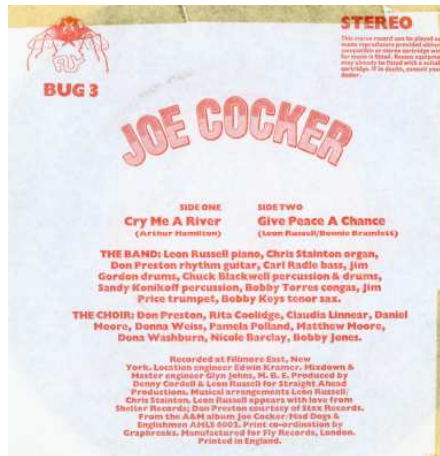 STEREO
This stereo record can be played on
mono reproducers provided either
compatible or stereo cartridge
for mono is fitted. Recent equipment
may already be fitted with a
cartridge. If in doubt, consult your
dealer.
FLY
BUG 3
JOE COCKER
SIDE ONE
Cry Me A River
(Arthur Hamilton)
SIDE TWO
Give Peace A Chance
(Leon Russell/Bonnie Bramlett)
THE BAND: Leon Russell piano, Chris Stainton organ,
Don Preston rhythm guitar, Carl Radle bass, Jim
Gordon drums, Chuck Blackwell percussion & drums,
Sandy Konikoff percussion, Bobby Torres congas, Jim
Price trumpet, Bobby Keys tenor sax.
THE CHOIR: Don Preston, Rita Coolidge, Claudia Linnear, Daniel
Moore, Donna Weiss, Pamela Polland, Matthew Moore,
Dona Washburn, Nicole Barclay, Bobby Jones.
Recorded at Fillmore East, New
York. Location engineer Edwin Kramer. Mixdown &
Master engineer Glyn Johns, M. B. E. Produced by
Denny Cordell & Leon Russell for Straight Ahead
Productions. Musical arrangements Leon Russell/
Chris Stainton. Leon Russell appears with love from
Shelter Records; Don Preston courtesy of Stax Records.
From the A&M album Joe Cocker/Mad Dogs &
Englishmen AMLS 6002. Print co-ordination by
Graphreaks. Manufactured for Fly Records, London.
Printed in England.